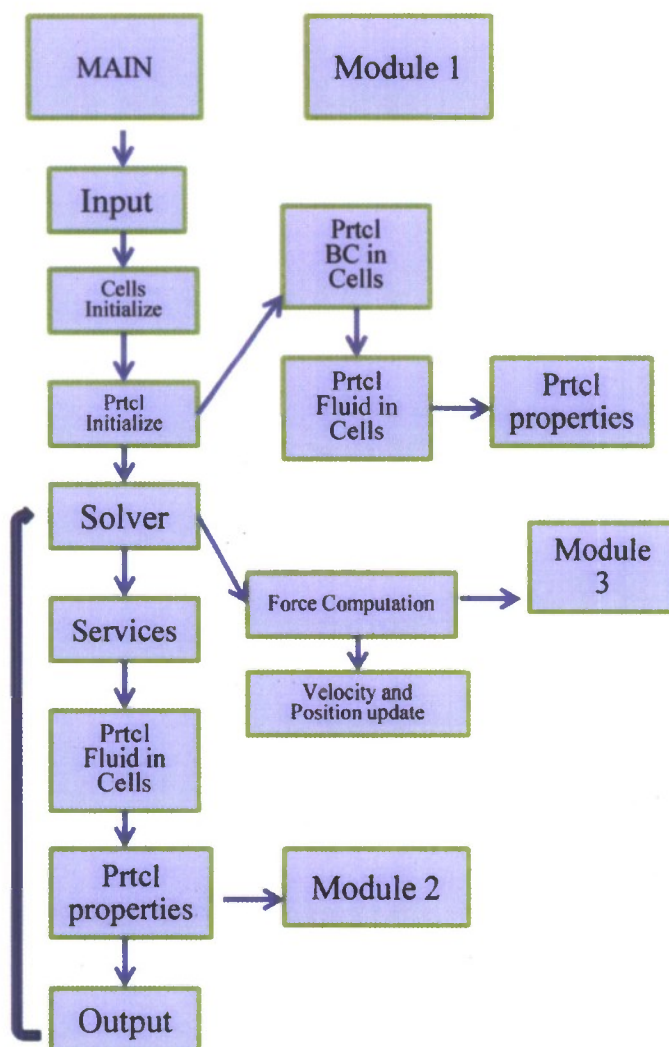 MAIN
Module 1
Input
Cells
Initialize
Prtcl
BC in
Cells
Prtcl
Initialize
Prtcl
Fluid in
Cells
Prtcl
properties
Solver
Force Computation
Module
3
Services
Velocity and
Position update
Prtcl
Fluid in
Cells
Prtcl
properties
Module 2
Output